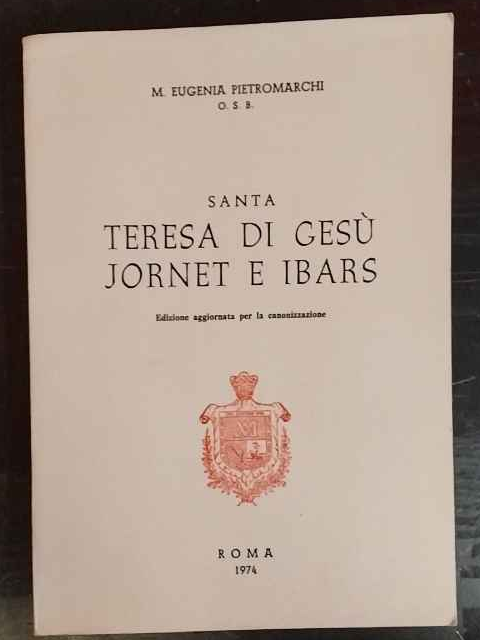 M. EUGENIA PIETROMARCHI
O. S. B.
SANTA
TERESA DI GESÙ
JORNET E IBARS
Edizione aggiornata per la canonizzazione
ROMA
1974